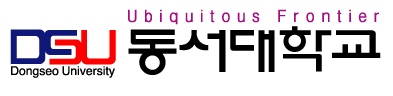 Ubiquitous Frontier
DSU 동서대학교
Dongseo University